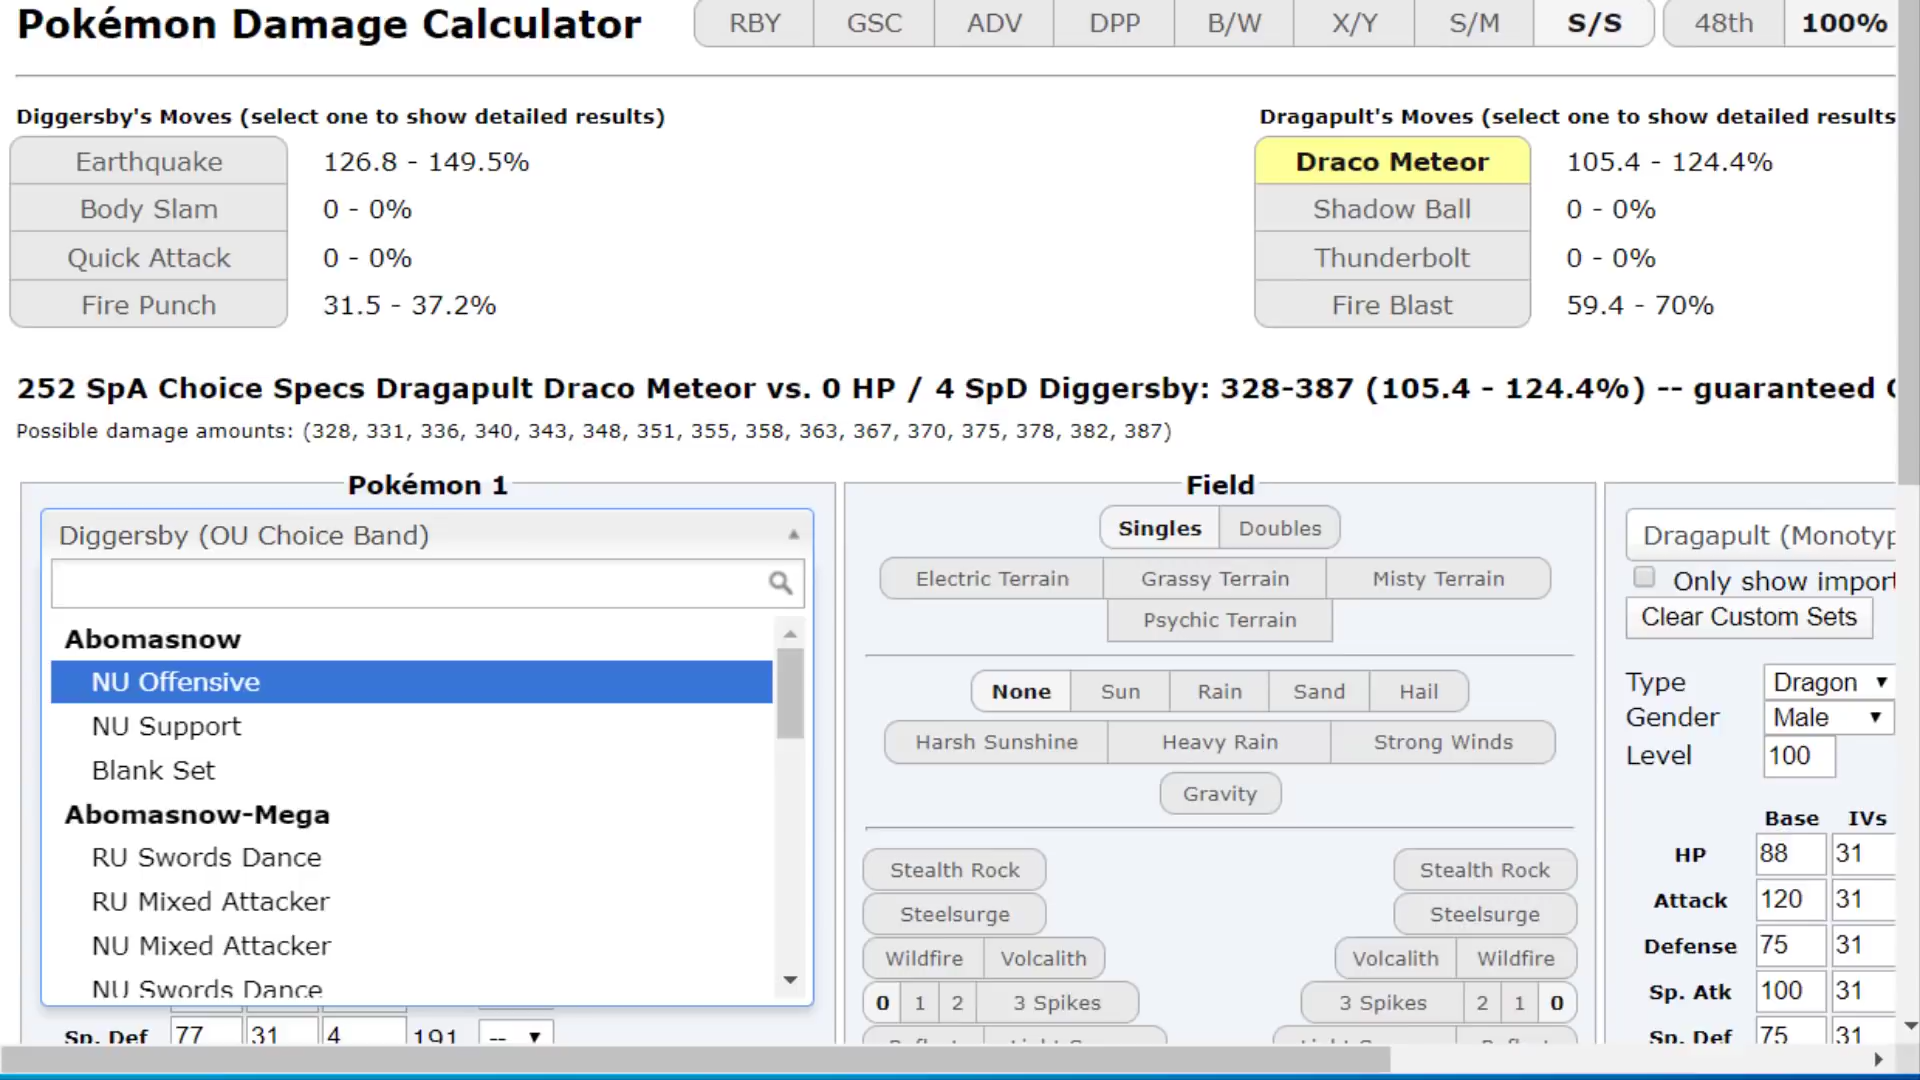 Pokémon Damage Calculator
RBY GSC ADV DPP B/W X/Y S/M S/S 48th 100%
Diggersby's Moves (select one to show detailed results)
Dragapult's Moves (select one to show detailed results
Earthquake 126.8 - 149.5%
Draco Meteor 105.4 - 124.4%
Body Slam 0 - 0%
Shadow Ball 0 - 0%
Quick Attack 0 - 0%
Thunderbolt 0 - 0%
Fire Punch 31.5 - 37.2%
Fire Blast 59.4 - 70%
252 SpA Choice Specs Dragapult Draco Meteor vs. 0 HP / 4 SpD Diggersby: 328-387 (105.4 - 124.4%) -- guaranteed
Possible damage amounts: (328, 331, 336, 340, 343, 348, 351, 355, 358, 363, 367, 370, 375, 378, 382, 387)
Pokémon 1
Diggersby (OU Choice Band)
Abomasnow
NU Offensive
NU Support
Blank Set
Abomasnow-Mega
RU Swords Dance
RU Mixed Attacker
NU Mixed Attacker
NU Swords Dance
Sp. Def 77 31 4 191 --
Field
Singles Doubles
Electric Terrain Grassy Terrain Misty Terrain
Psychic Terrain
None Sun Rain Sand Hail
Harsh Sunshine Heavy Rain Strong Winds
Gravity
Stealth Rock Stealth Rock
Steelsurge Steelsurge
Wildfire Volcalith Volcalith Wildfire
0 1 2 3 Spikes 3 Spikes 2 1 0
Dragapult (Monotyp
Only show import
Clear Custom Sets
Type Dragon
Gender Male
Level 100
Base IVs
HP 88 31
Attack 120 31
Defense 75 31
Sp. Atk 100 31
Sp. Def 75 31